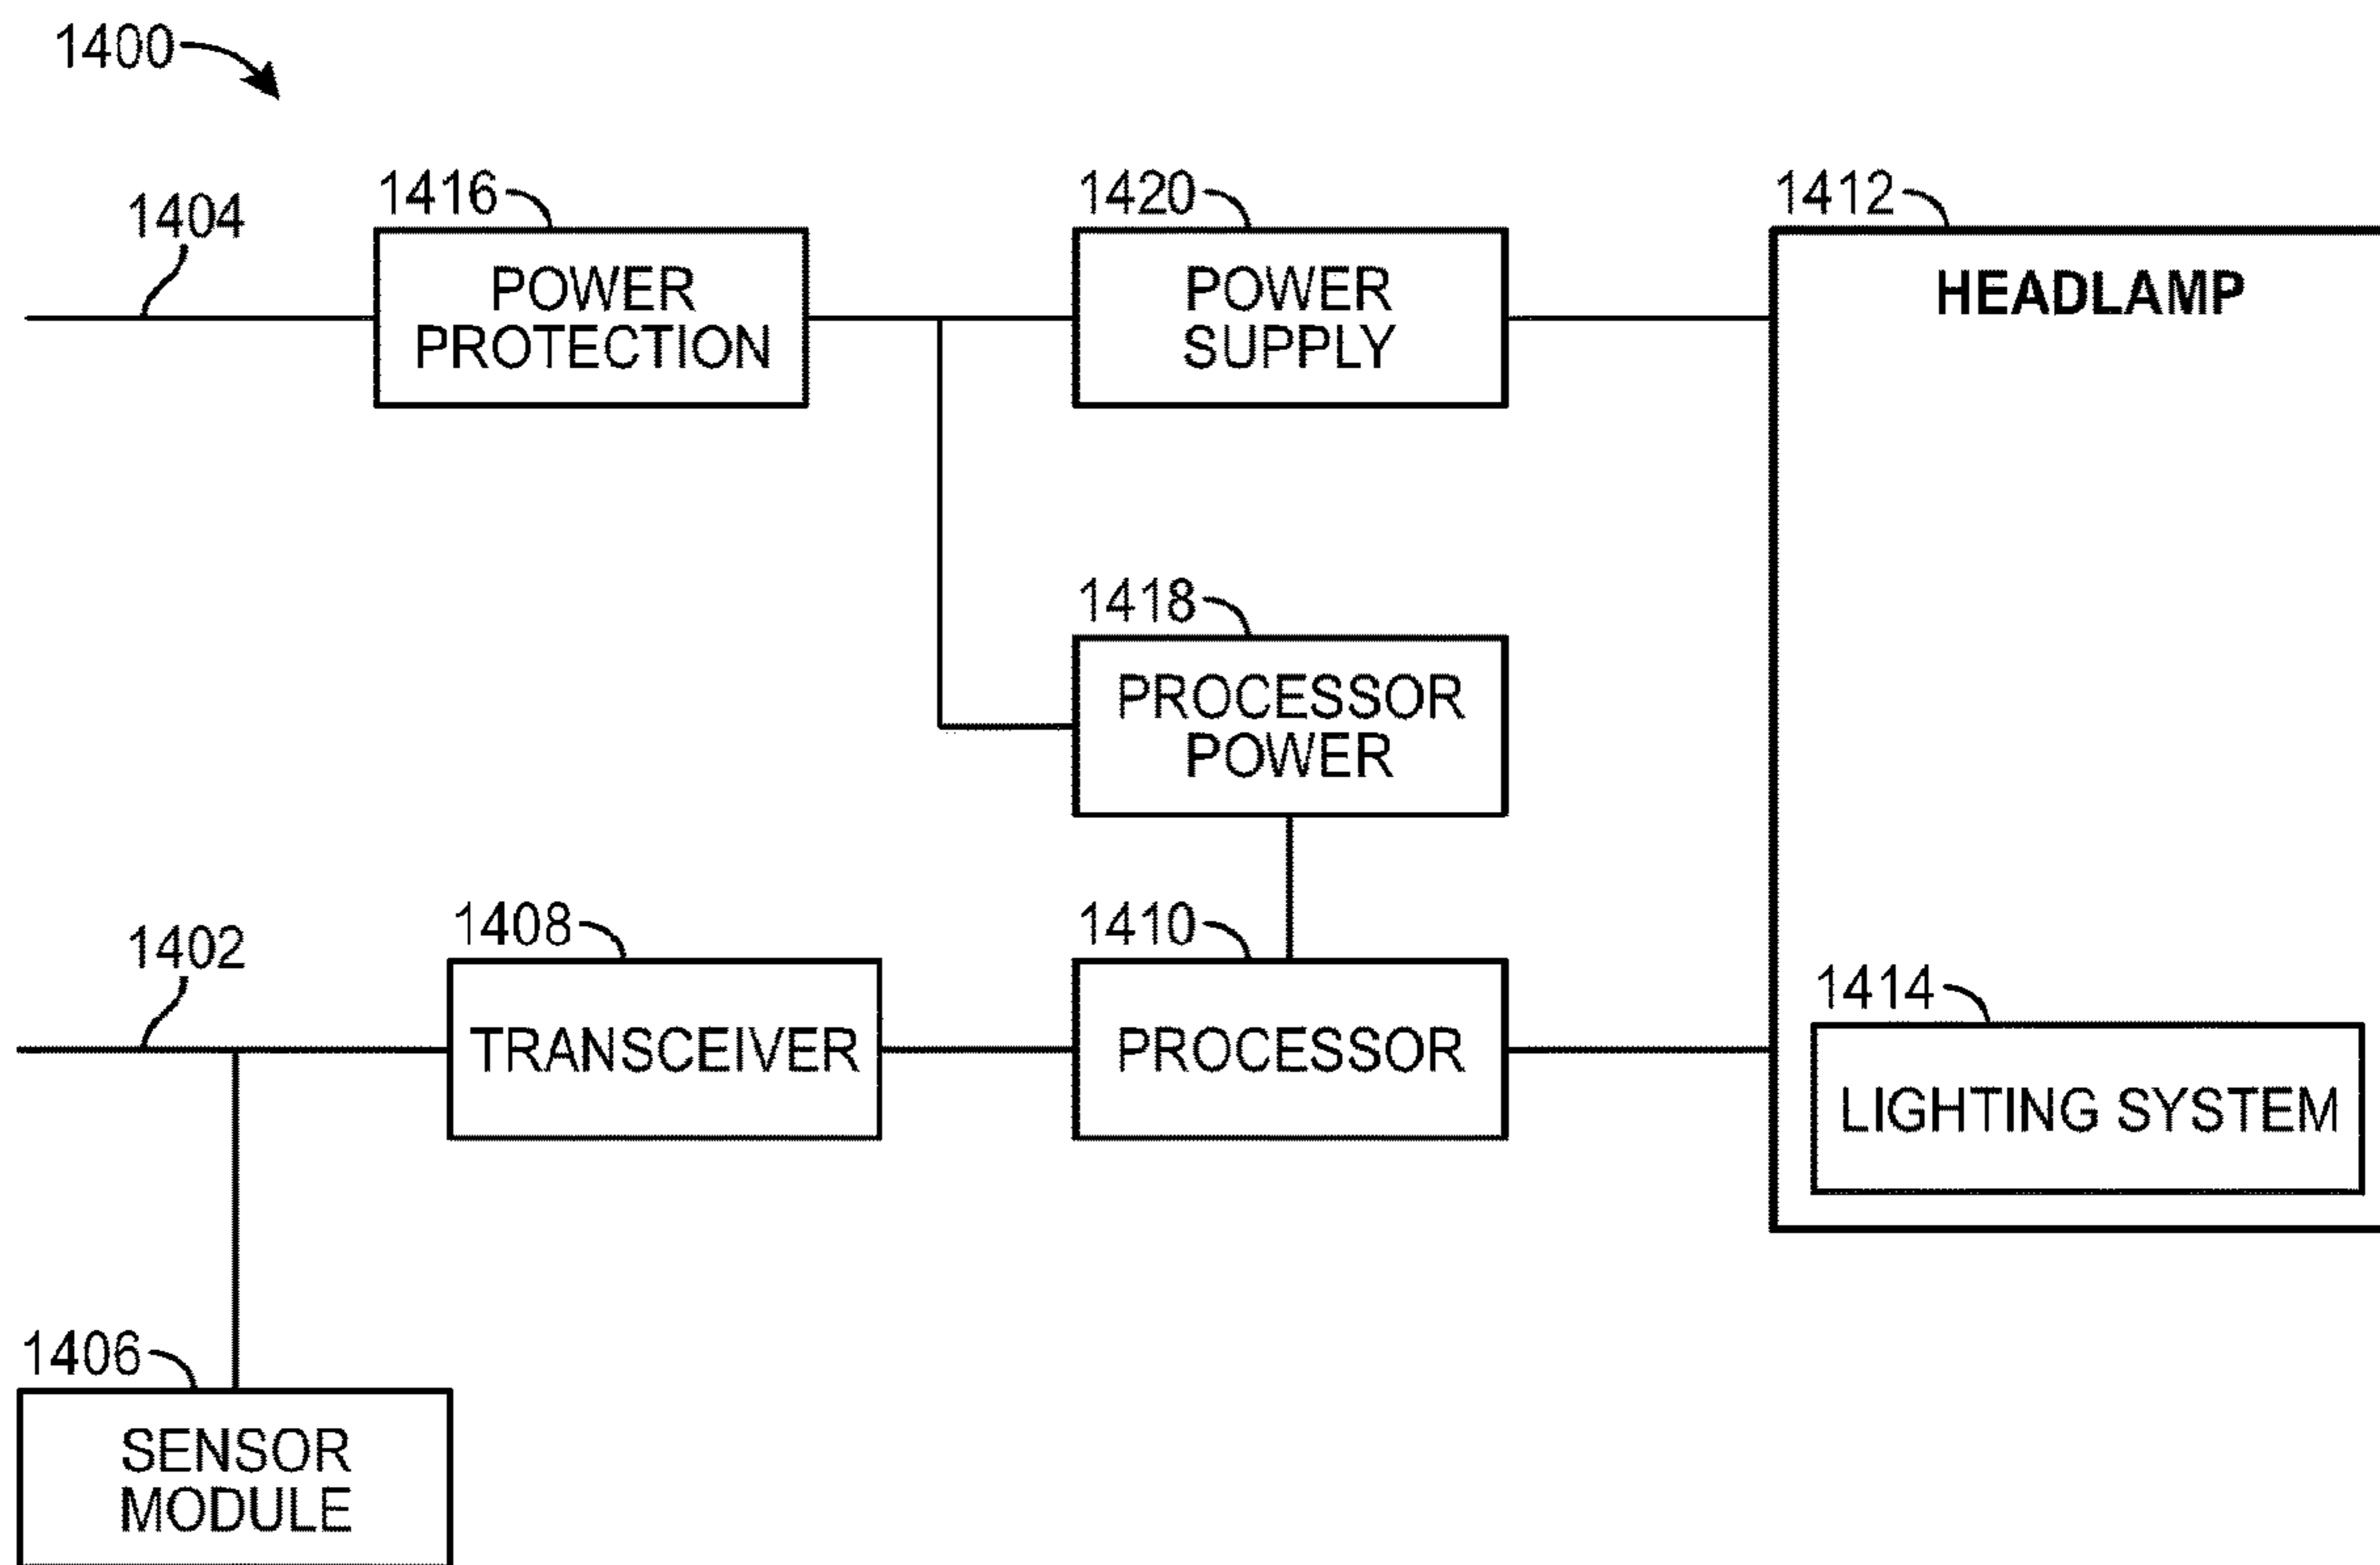 1400
1404
1416
POWER
PROTECTION
1420
POWER
SUPPLY
1412
HEADLAMP
1418
PROCESSOR
POWER
1402
1408
TRANSCEIVER
1410
PROCESSOR
1414
LIGHTING SYSTEM
1406
SENSOR
MODULE